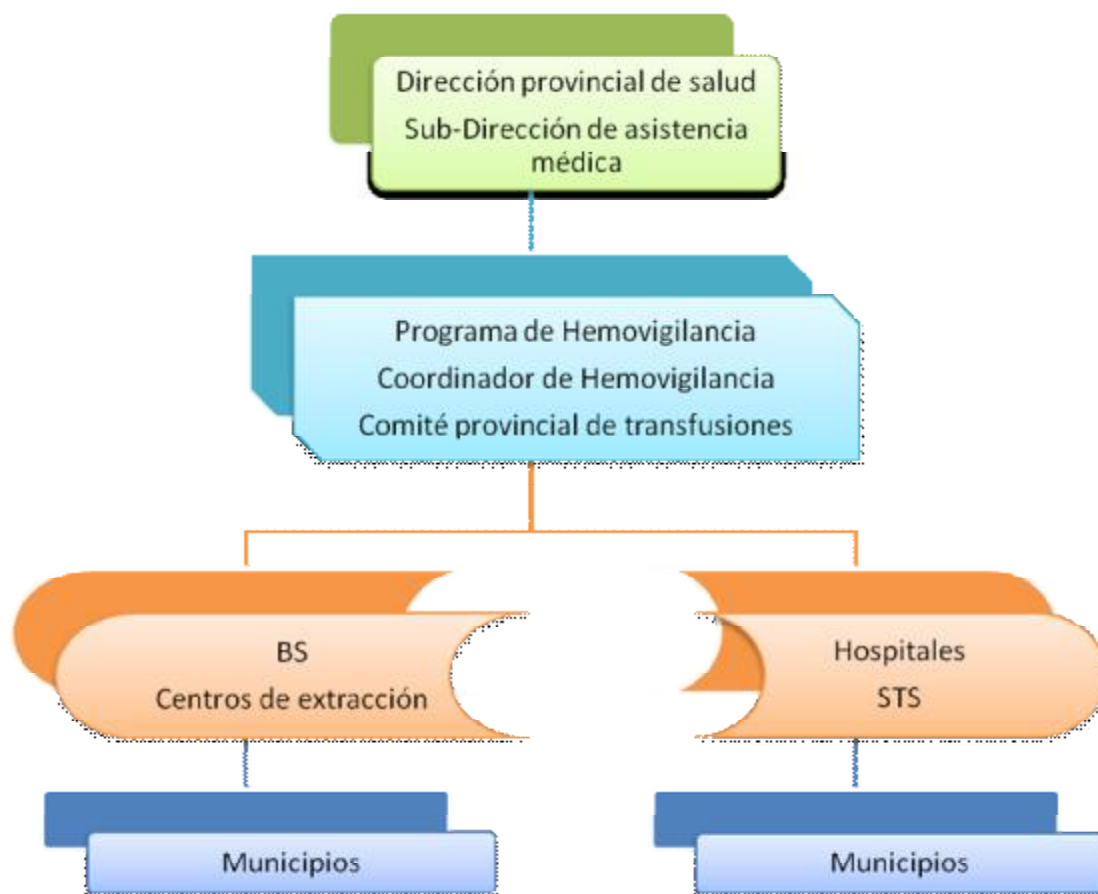 Dirección provincial de salud
Sub-Dirección de asistencia
médica
Programa de Hemovigilancia
Coordinador de Hemovigilancia
Comité provincial de transfusiones
BS
Centros de extracción
Hospitales
STS
Municipios
Municipios